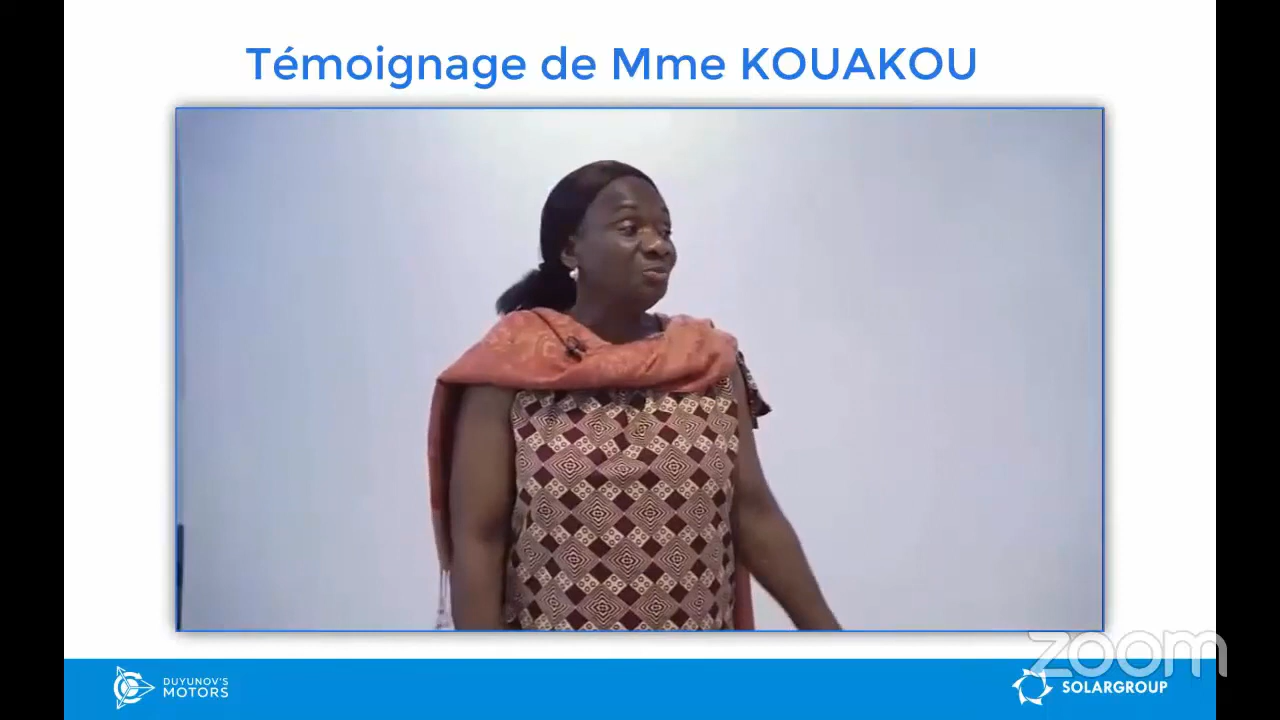 Témoignage de Mme KOUAKOU
zoom
DUYUNOV'S
MOTORS
SOLARGROUP